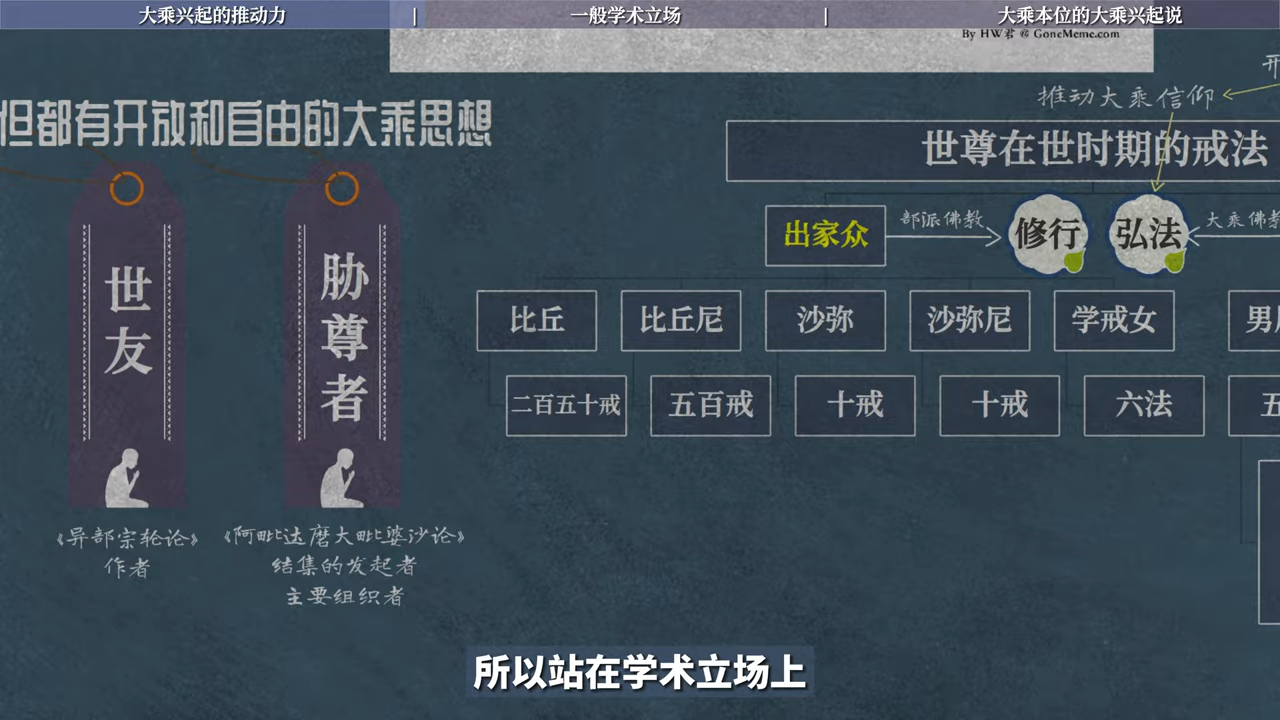 大乘兴起的推动力 | 一般学术立场 | 大乘本位的大乘兴起说
By HW君 @ GoneMeme.com
推动大乘信仰
但都有开放和自由的大乘思想
世尊在世时期的戒法
世友
胁尊者
出家众
部派佛教
修行
弘法
大乘佛教
比丘
比丘尼
沙弥
沙弥尼
学戒女
二百五十戒
五百戒
十戒
十戒
六法
《异部宗轮论》
作者
《阿毗达磨大毗婆沙论》
结集的发起者
主要组织者
所以站在学术立场上